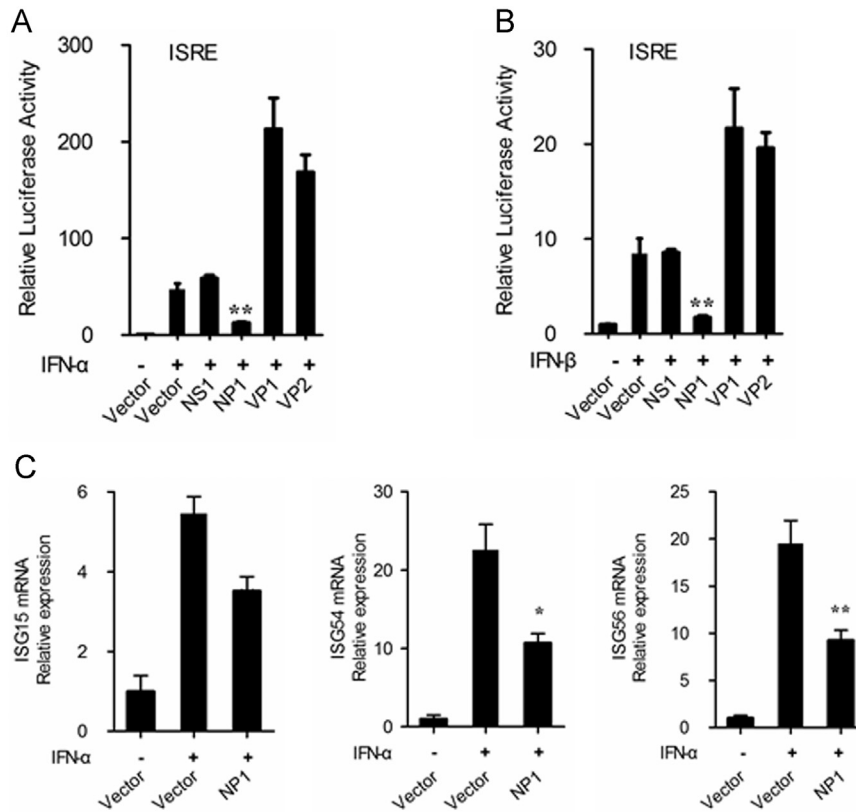 A
ISRE
Relative Luciferase Activity
300
200
100
0
**
IFN-α - + + + + +
Vector Vector NS1 NP1 VP1 VP2
B
ISRE
Relative Luciferase Activity
30
20
10
0
**
IFN-β - + + + + +
Vector Vector NS1 NP1 VP1 VP2
C
ISG15 mRNA
Relative expression
6
4
2
0
IFN-α - + +
Vector Vector NP1
ISG54 mRNA
Relative expression
30
20
10
0
*
IFN-α - + +
Vector Vector NP1
ISG56 mRNA
Relative expression
25
20
15
10
5
0
**
IFN-α - + +
Vector Vector NP1